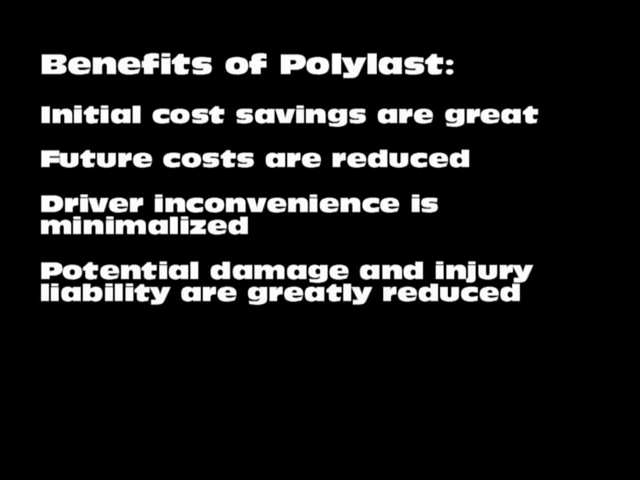 Benefits of Polylast:
Initial cost savings are great
Future costs are reduced
Driver inconvenience is
minimalized
Potential damage and injury
liability are greatly reduced